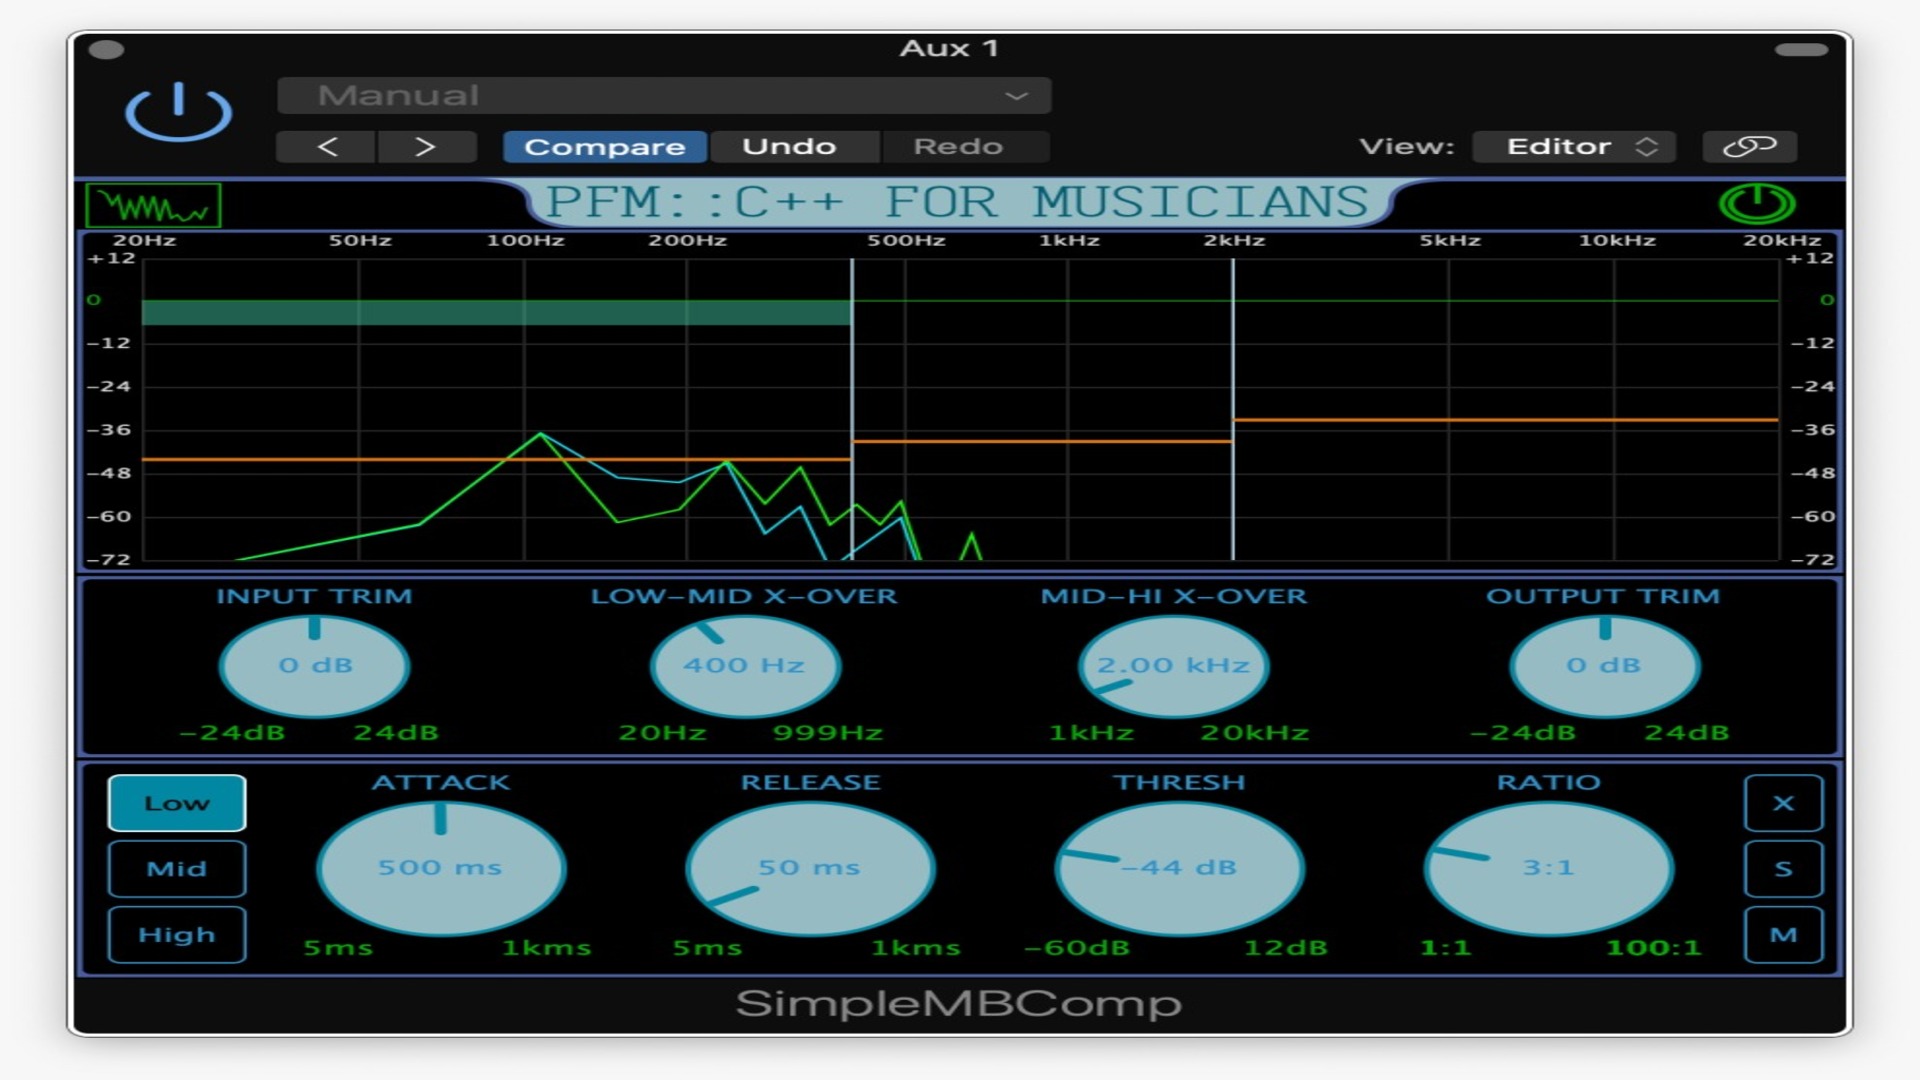 Aux 1
Manual
< > Compare Undo Redo View: Editor
PFM::C++ FOR MUSICIANS
20Hz 50Hz 100Hz 200Hz 500Hz 1kHz 2kHz 5kHz 10kHz 20kHz
+12 +12
0 0
-12 -12
-24 -24
-36 -36
-48 -48
-60 -60
-72 -72
INPUT TRIM LOW-MID X-OVER MID-HI X-OVER OUTPUT TRIM
0 dB 400 Hz 2.00 kHz 0 dB
-24dB 24dB 20Hz 999Hz 1kHz 20kHz -24dB 24dB
ATTACK RELEASE THRESH RATIO
Low X
500 ms 50 ms -44 dB 3:1
Mid S
High M
5ms 1kms 5ms 1kms -60dB 12dB 1:1 100:1
SimpleMBComp